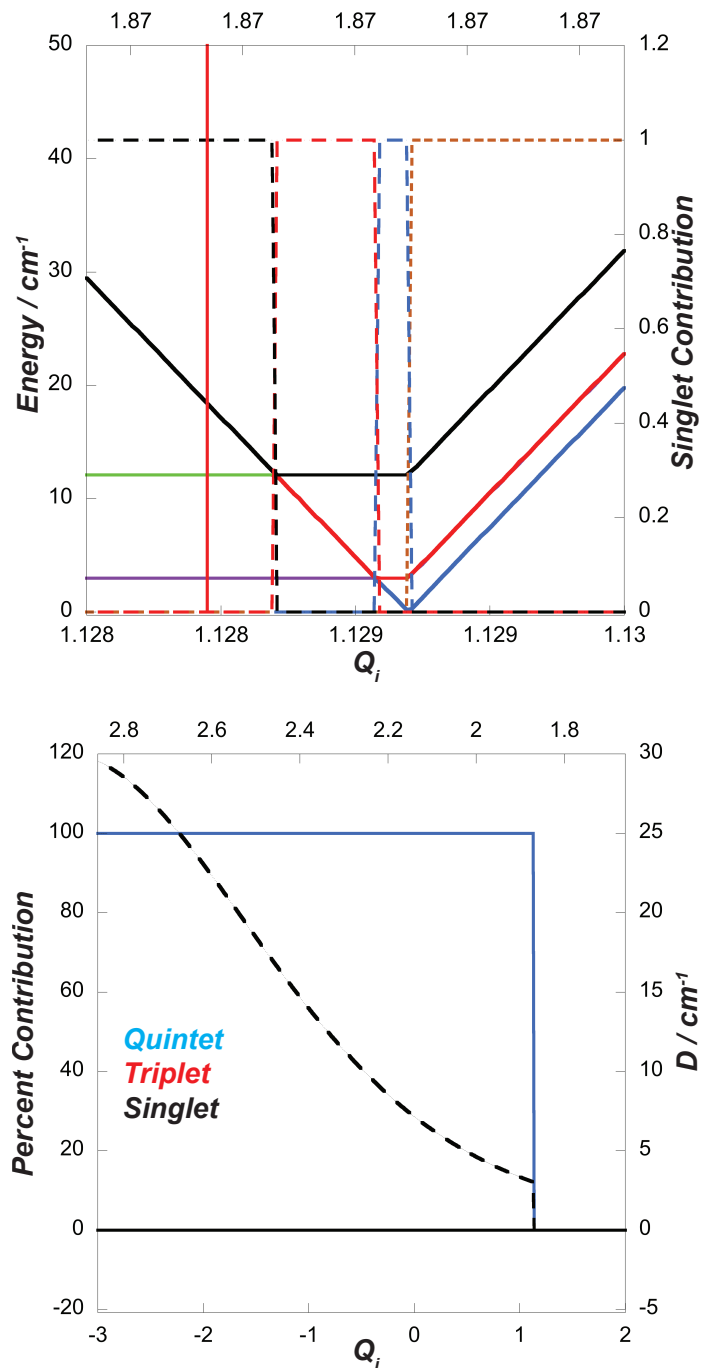 1.87 1.87 1.87 1.87 1.87
50 1.2
40 1
30 0.8
20 0.6
10 0.4
0 0.2
0
Energy / cm-1
Singlet Contribution
1.128 1.128 1.129 1.129 1.13
Qi
2.8 2.6 2.4 2.2 2 1.8
120 30
100 25
80 20
60 15
40 10
20 5
0 0
-20 -5
Percent Contribution
D / cm-1
Quintet
Triplet
Singlet
-3 -2 -1 0 1 2
Qi